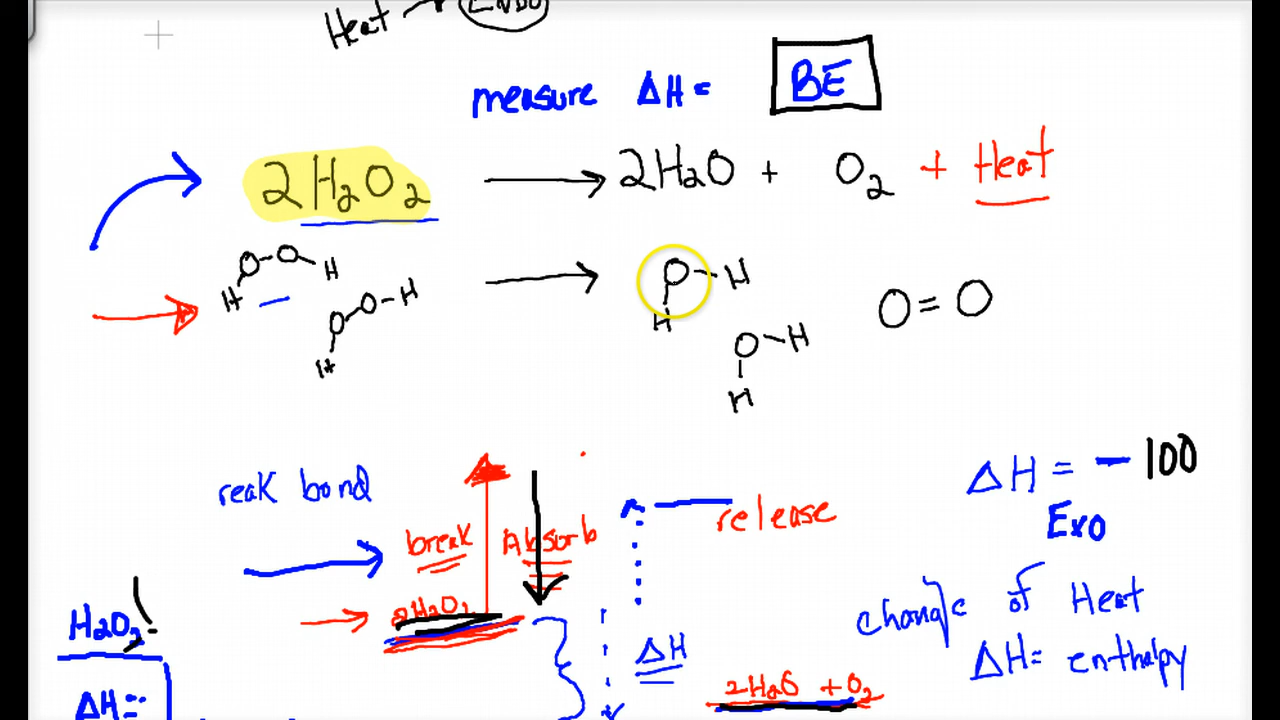 Heat → Endo
measure ΔH = BE
2H₂O₂ → 2H₂O + O₂ + Heat
O-O H → O-H
H H O=O
O-O-H O-H
H H
ΔH = -100
reak bond
release
Exo
break Absorb
2H₂O₂
change of Heat
H₂O₂
ΔH ΔH = enthalpy
2H₂O + O₂
ΔH=